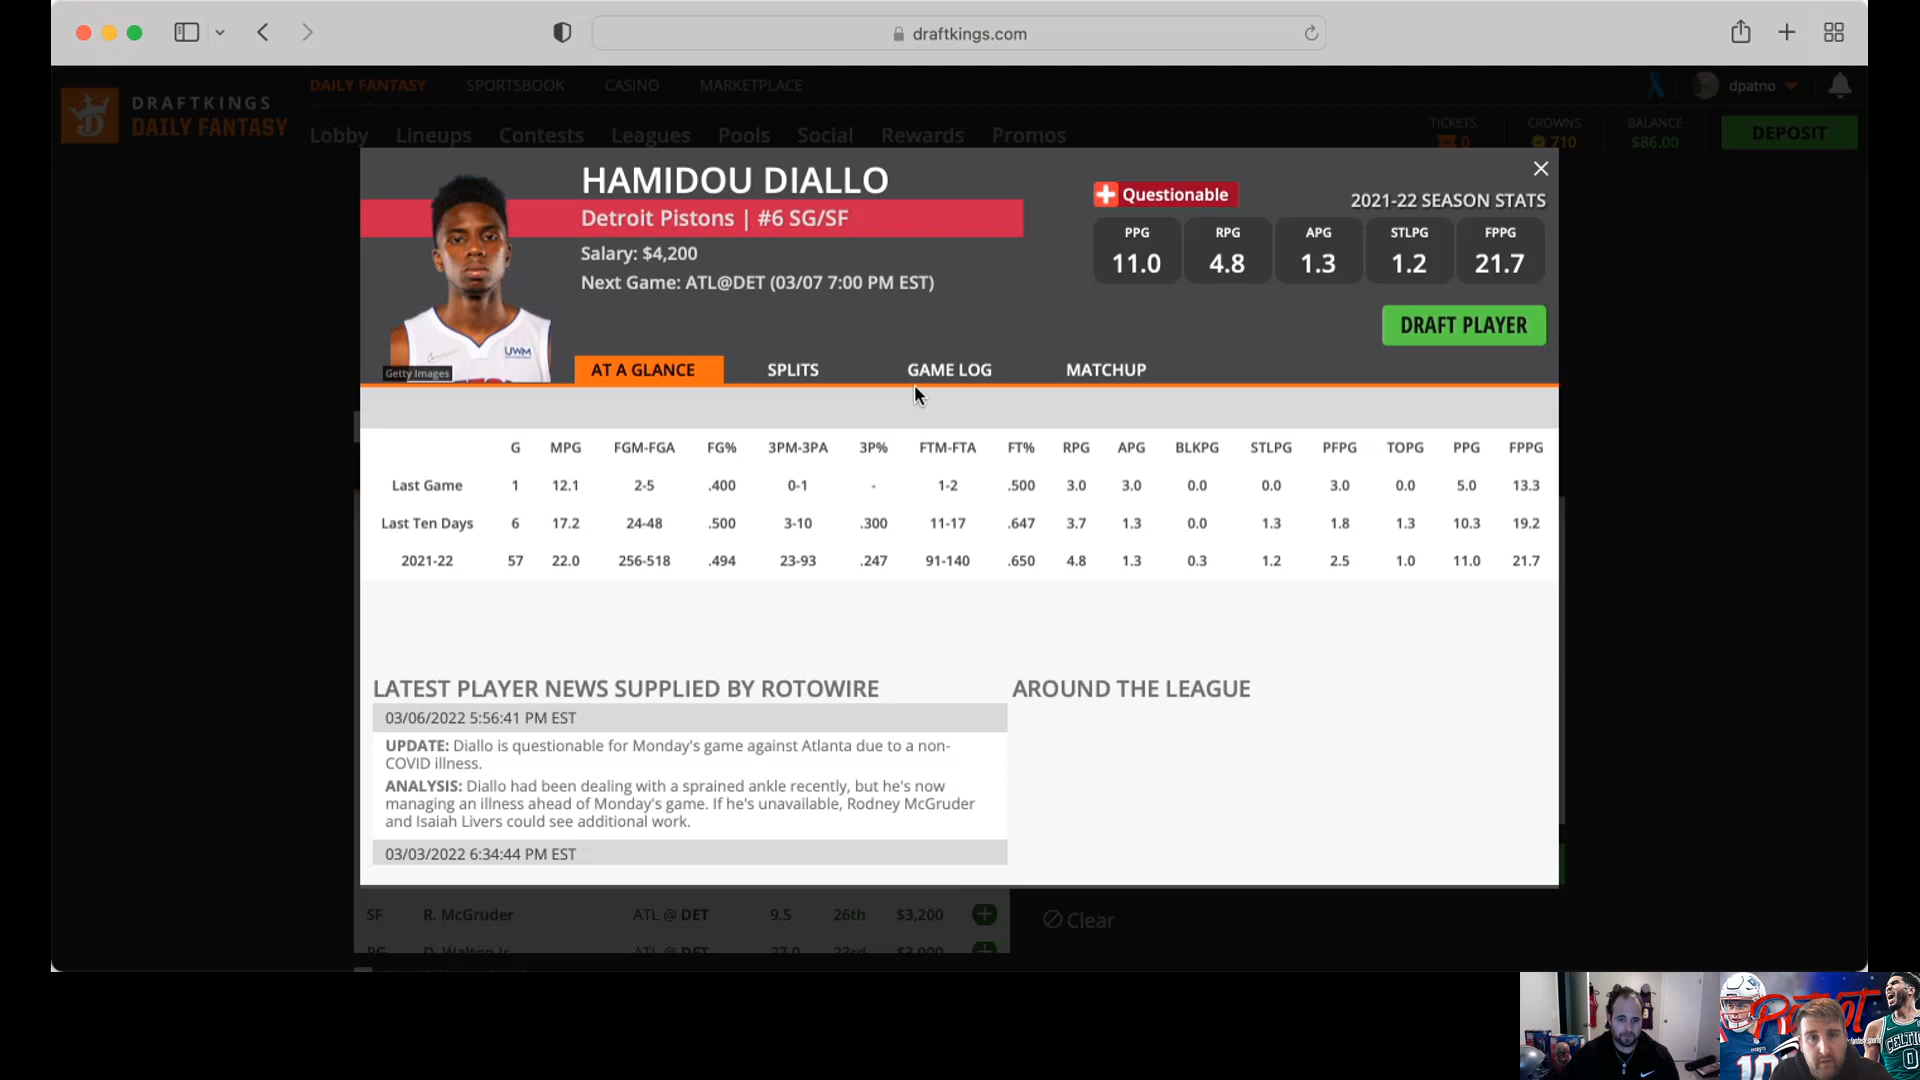 draftkings.com
DRAFTKINGS
DAILY FANTASY
DAILY FANTASY SPORTSBOOK CASINO MARKETPLACE
dpatno
Lobby Lineups Contests Leagues Pools Social Rewards Promos
TICKETS CROWNS BALANCE
0 710 $86.00
DEPOSIT
HAMIDOU DIALLO
Detroit Pistons | #6 SG/SF
Salary: $4,200
Next Game: ATL@DET (03/07 7:00 PM EST)
Questionable
2021-22 SEASON STATS
PPG RPG APG STLPG FPPG
11.0 4.8 1.3 1.2 21.7
DRAFT PLAYER
UWM
Getty Images
AT A GLANCE SPLITS GAME LOG MATCHUP
G MPG FGM-FGA FG% 3PM-3PA 3P% FTM-FTA FT% RPG APG BLKPG STLPG PFPG TOPG PPG FPPG
Last Game 1 12.1 2-5 .400 0-1 - 1-2 .500 3.0 3.0 0.0 0.0 3.0 0.0 5.0 13.3
Last Ten Days 6 17.2 24-48 .500 3-10 .300 11-17 .647 3.7 1.3 0.0 1.3 1.8 1.3 10.3 19.2
2021-22 57 22.0 256-518 .494 23-93 .247 91-140 .650 4.8 1.3 0.3 1.2 2.5 1.0 11.0 21.7
LATEST PLAYER NEWS SUPPLIED BY ROTOWIRE
AROUND THE LEAGUE
03/06/2022 5:56:41 PM EST
UPDATE: Diallo is questionable for Monday's game against Atlanta due to a non-
COVID illness.
ANALYSIS: Diallo had been dealing with a sprained ankle recently, but he's now
managing an illness ahead of Monday's game. If he's unavailable, Rodney McGruder
and Isaiah Livers could see additional work.
03/03/2022 6:34:44 PM EST
SF R. McGruder ATL @ DET 9.5 26th $3,200
Clear